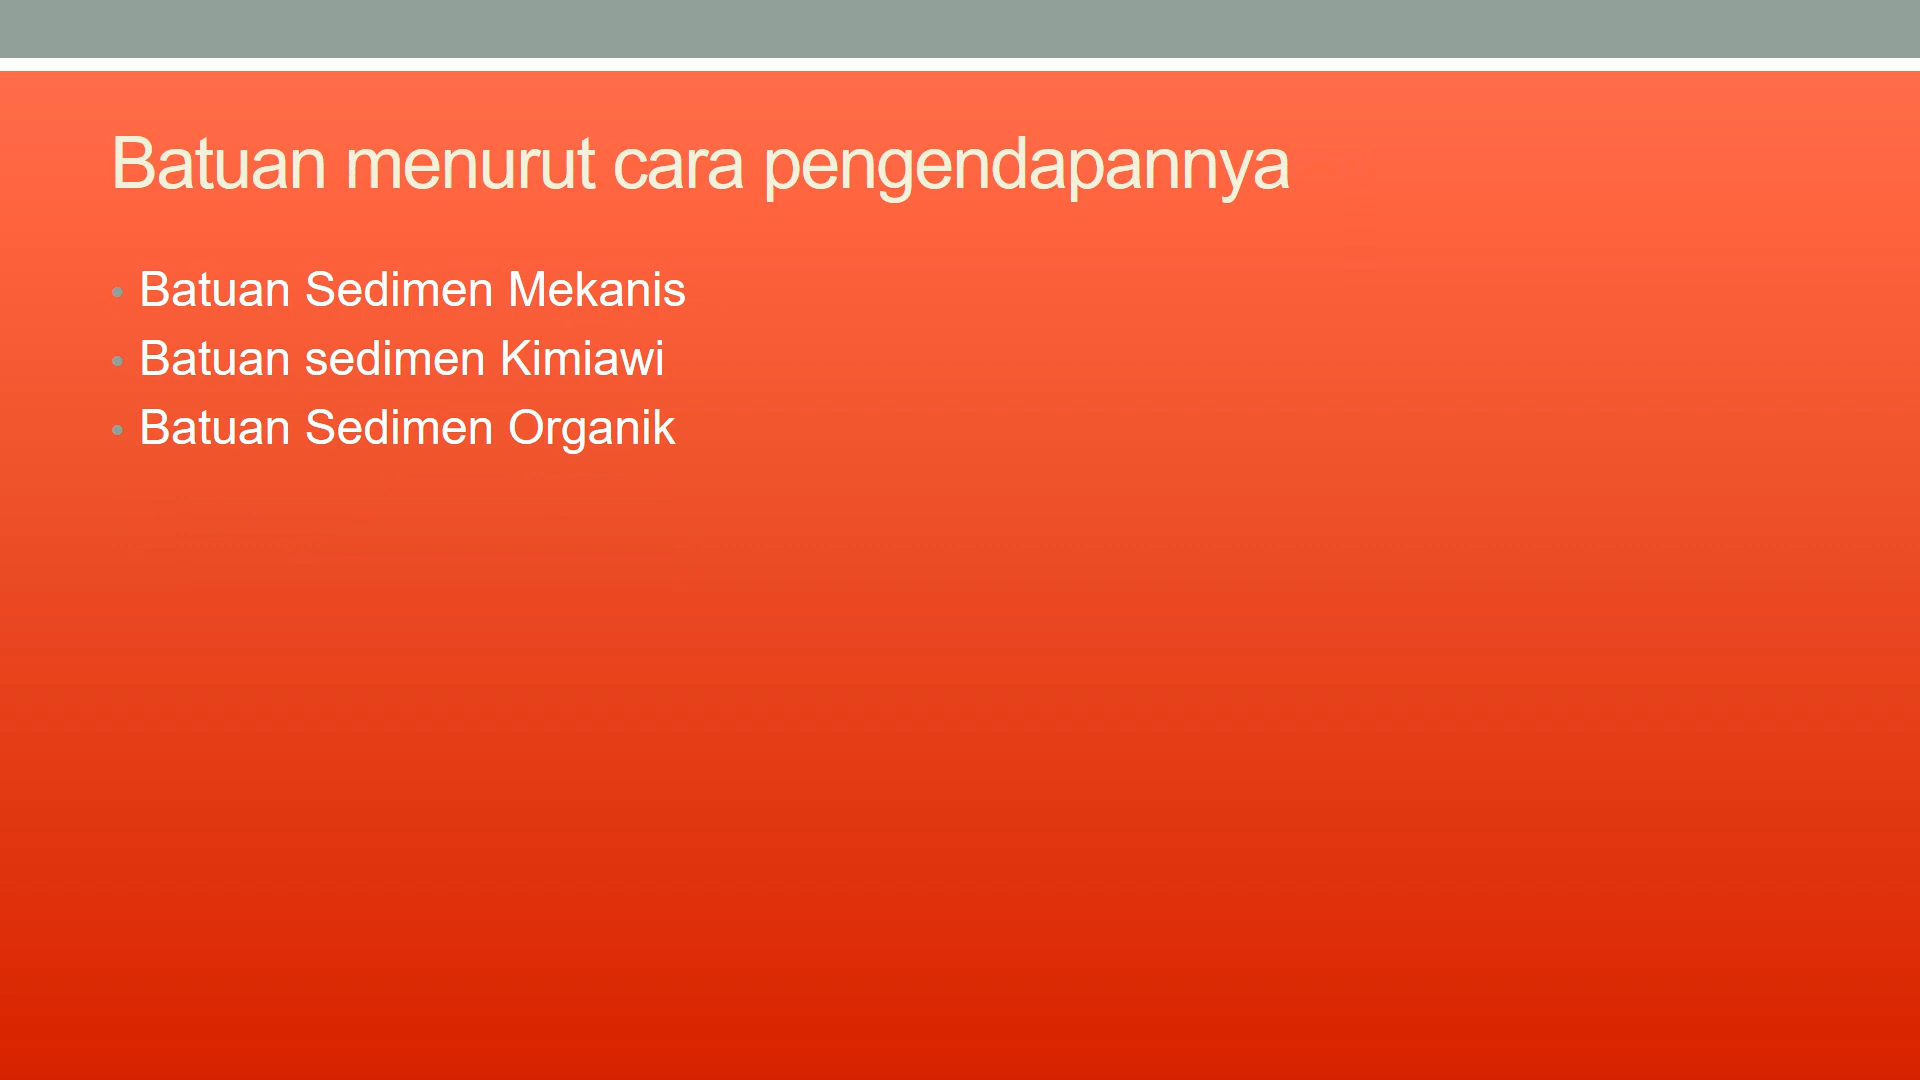 Batuan menurut cara pengendapannya
• Batuan Sedimen Mekanis
• Batuan sedimen Kimiawi
• Batuan Sedimen Organik